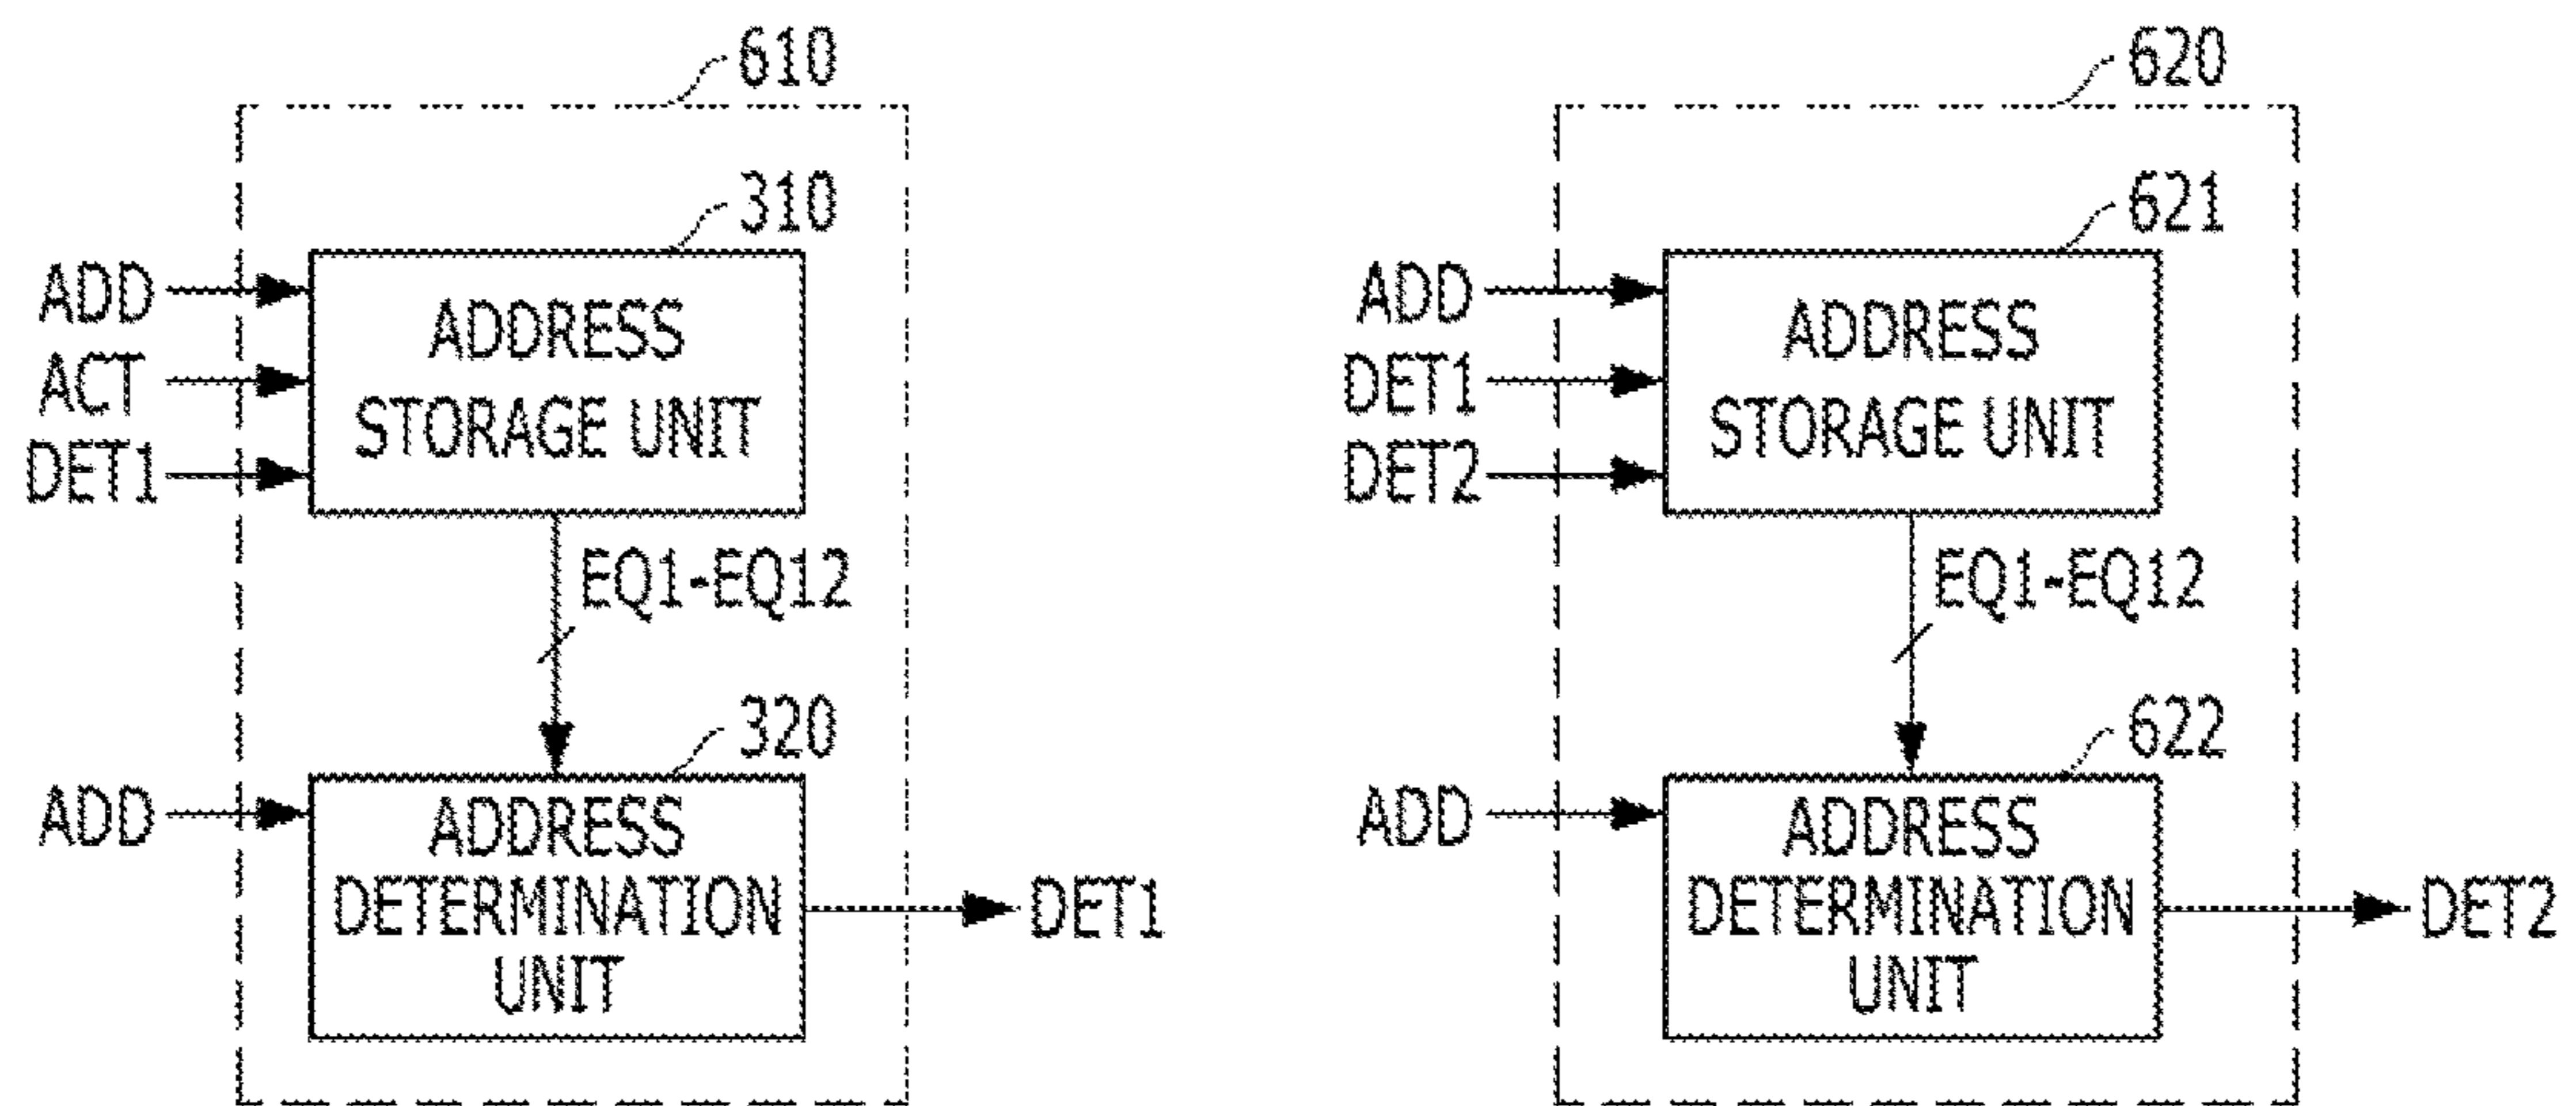 610
310
ADD
ACT
DET1
ADDRESS
STORAGE UNIT
EQ1-EQ12
320
ADD
ADDRESS
DETERMINATION
UNIT
DET1
620
621
ADD
DET1
DET2
ADDRESS
STORAGE UNIT
EQ1-EQ12
622
ADD
ADDRESS
DETERMINATION
UNIT
DET2